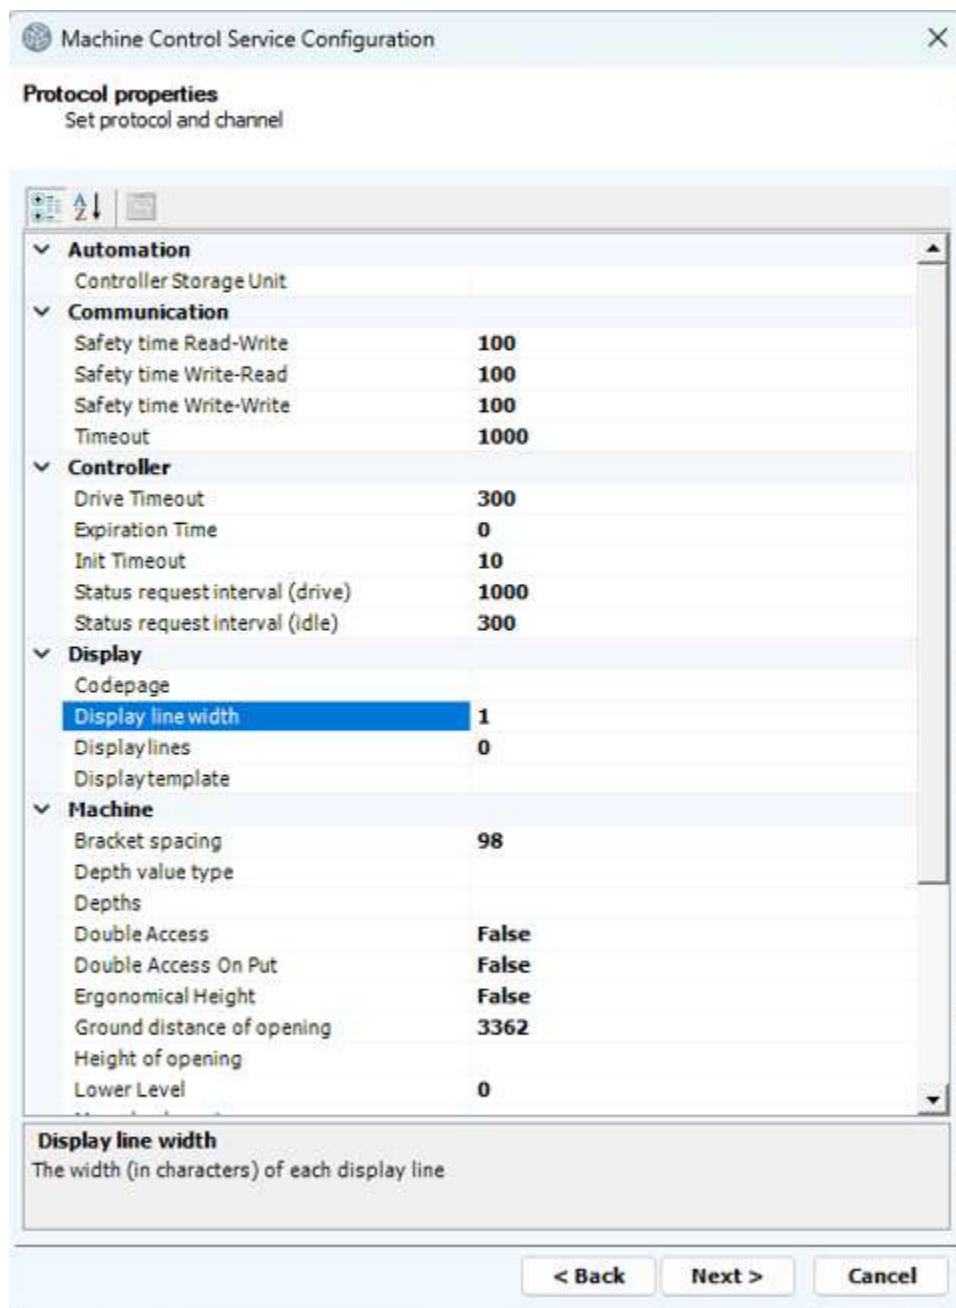 Machine Control Service Configuration
Protocol properties
Set protocol and channel
Automation
Controller Storage Unit
Communication
Safety time Read-Write 100
Safety time Write-Read 100
Safety time Write-Write 100
Timeout 1000
Controller
Drive Timeout 300
Expiration Time 0
Init Timeout 10
Status request interval (drive) 1000
Status request interval (idle) 300
Display
Codepage
Display line width 1
Display lines 0
Display template
Machine
Bracket spacing 98
Depth value type
Depths
Double Access False
Double Access On Put False
Ergonomical Height False
Ground distance of opening 3362
Height of opening
Lower Level 0
Display line width
The width (in characters) of each display line
< Back Next > Cancel